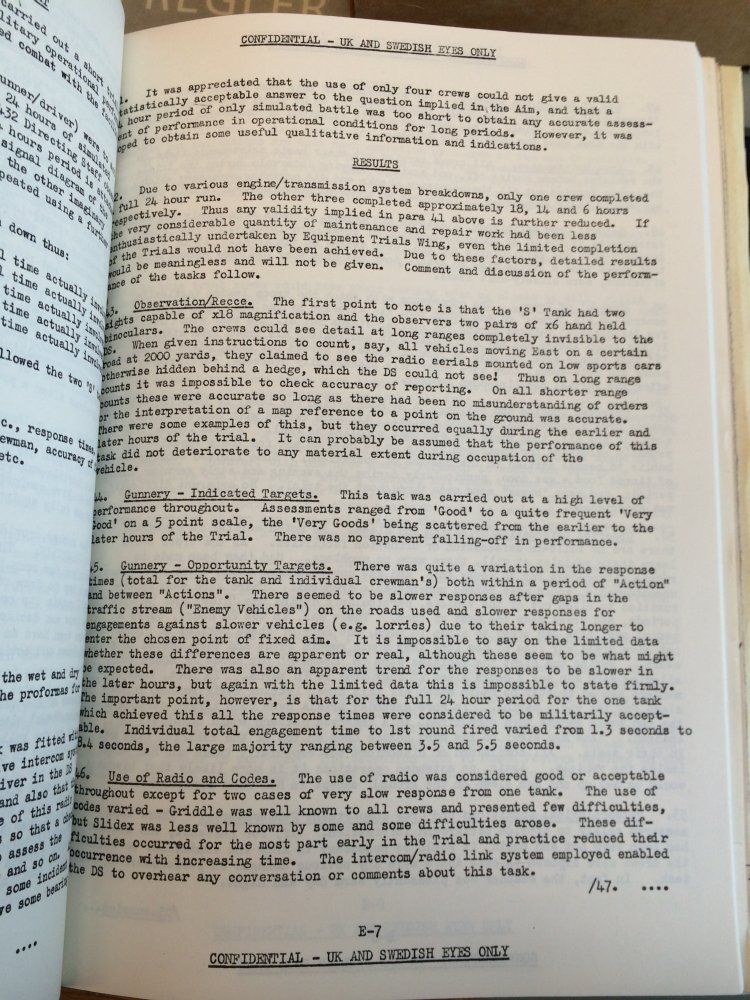 REGLER
CONFIDENTIAL - UK AND SWEDISH EYES ONLY
It was appreciated that the use of only four crews could not give a valid
statistically acceptable answer to the question implied in the Aim, and that a
hour period of only simulated battle was too short to obtain any accurate assess-
ent of performance in operational conditions for long periods. However, it was
oped to obtain some useful qualitative information and indications.
RESULTS
2. Due to various engine/transmission system breakdowns, only one crew completed
full 24 hour run. The other three completed approximately 18, 14 and 6 hours
respectively. Thus any validity implied in para 41 above is further reduced. If
the very considerable quantity of maintenance and repair work had been less
enthusiastically undertaken by Equipment Trials Wing, even the limited completion
of the Trials would not have been achieved. Due to these factors, detailed results
would be meaningless and will not be given. Comment and discussion of the perform-
ance of the tasks follow.
43. Observation/Recce. The first point to note is that the 'S' Tank had two
sights capable of x18 magnification and the observers two pairs of x6 hand held
binoculars. The crews could see detail at long ranges completely invisible to the
DS. When given instructions to count, say, all vehicles moving East on a certain
road at 2000 yards, they claimed to see the radio aerials mounted on low sports cars
otherwise hidden behind a hedge, which the DS could not see! Thus on long range
counts it was impossible to check accuracy of reporting. On all shorter range
counts these were accurate so long as there had been no misunderstanding of orders
or the interpretation of a map reference to a point on the ground was accurate.
There were some examples of this, but they occurred equally during the earlier and
later hours of the trial. It can probably be assumed that the performance of this
task did not deteriorate to any material extent during occupation of the
vehicle.
44. Gunnery - Indicated Targets. This task was carried out at a high level of
performance throughout. Assessments ranged from 'Good' to a quite frequent 'Very
Good' on a 5 point scale, the 'Very Goods' being scattered from the earlier to the
later hours of the Trial. There was no apparent falling-off in performance.
45. Gunnery - Opportunity Targets. There was quite a variation in the response
times (total for the tank and individual crewman's) both within a period of "Action"
and between "Actions". There seemed to be slower responses after gaps in the
traffic stream ("Enemy Vehicles") on the roads used and slower responses for
engagements against slower vehicles (e.g. lorries) due to their taking longer to
enter the chosen point of fixed aim. It is impossible to say on the limited data
whether these differences are apparent or real, although these seem to be what might
be expected. There was also an apparent trend for the responses to be slower in
the later hours, but again with the limited data this is impossible to state firmly.
The important point, however, is that for the full 24 hour period for the one tank
which achieved this all the response times were considered to be militarily accept-
able. Individual total engagement time to 1st round fired varied from 1.3 seconds to
8.4 seconds, the large majority ranging between 3.5 and 5.5 seconds.
46. Use of Radio and Codes. The use of radio was considered good or acceptable
throughout except for two cases of very slow response from one tank. The use of
codes varied - Griddle was well known to all crews and presented few difficulties,
but Slidex was less well known by some and some difficulties arose. These dif-
ficulties occurred for the most part early in the Trial and practice reduced their
occurrence with increasing time. The intercom/radio link system employed enabled
the DS to overhear any conversation or comments about this task.
/47. ....
E-7
CONFIDENTIAL - UK AND SWEDISH EYES ONLY